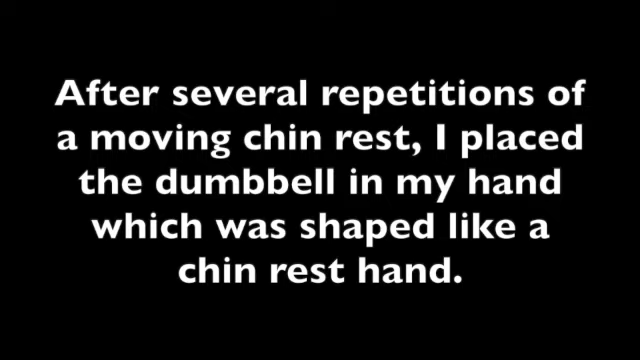 After several repetitions of
a moving chin rest, I placed
the dumbbell in my hand
which was shaped like a
chin rest hand.